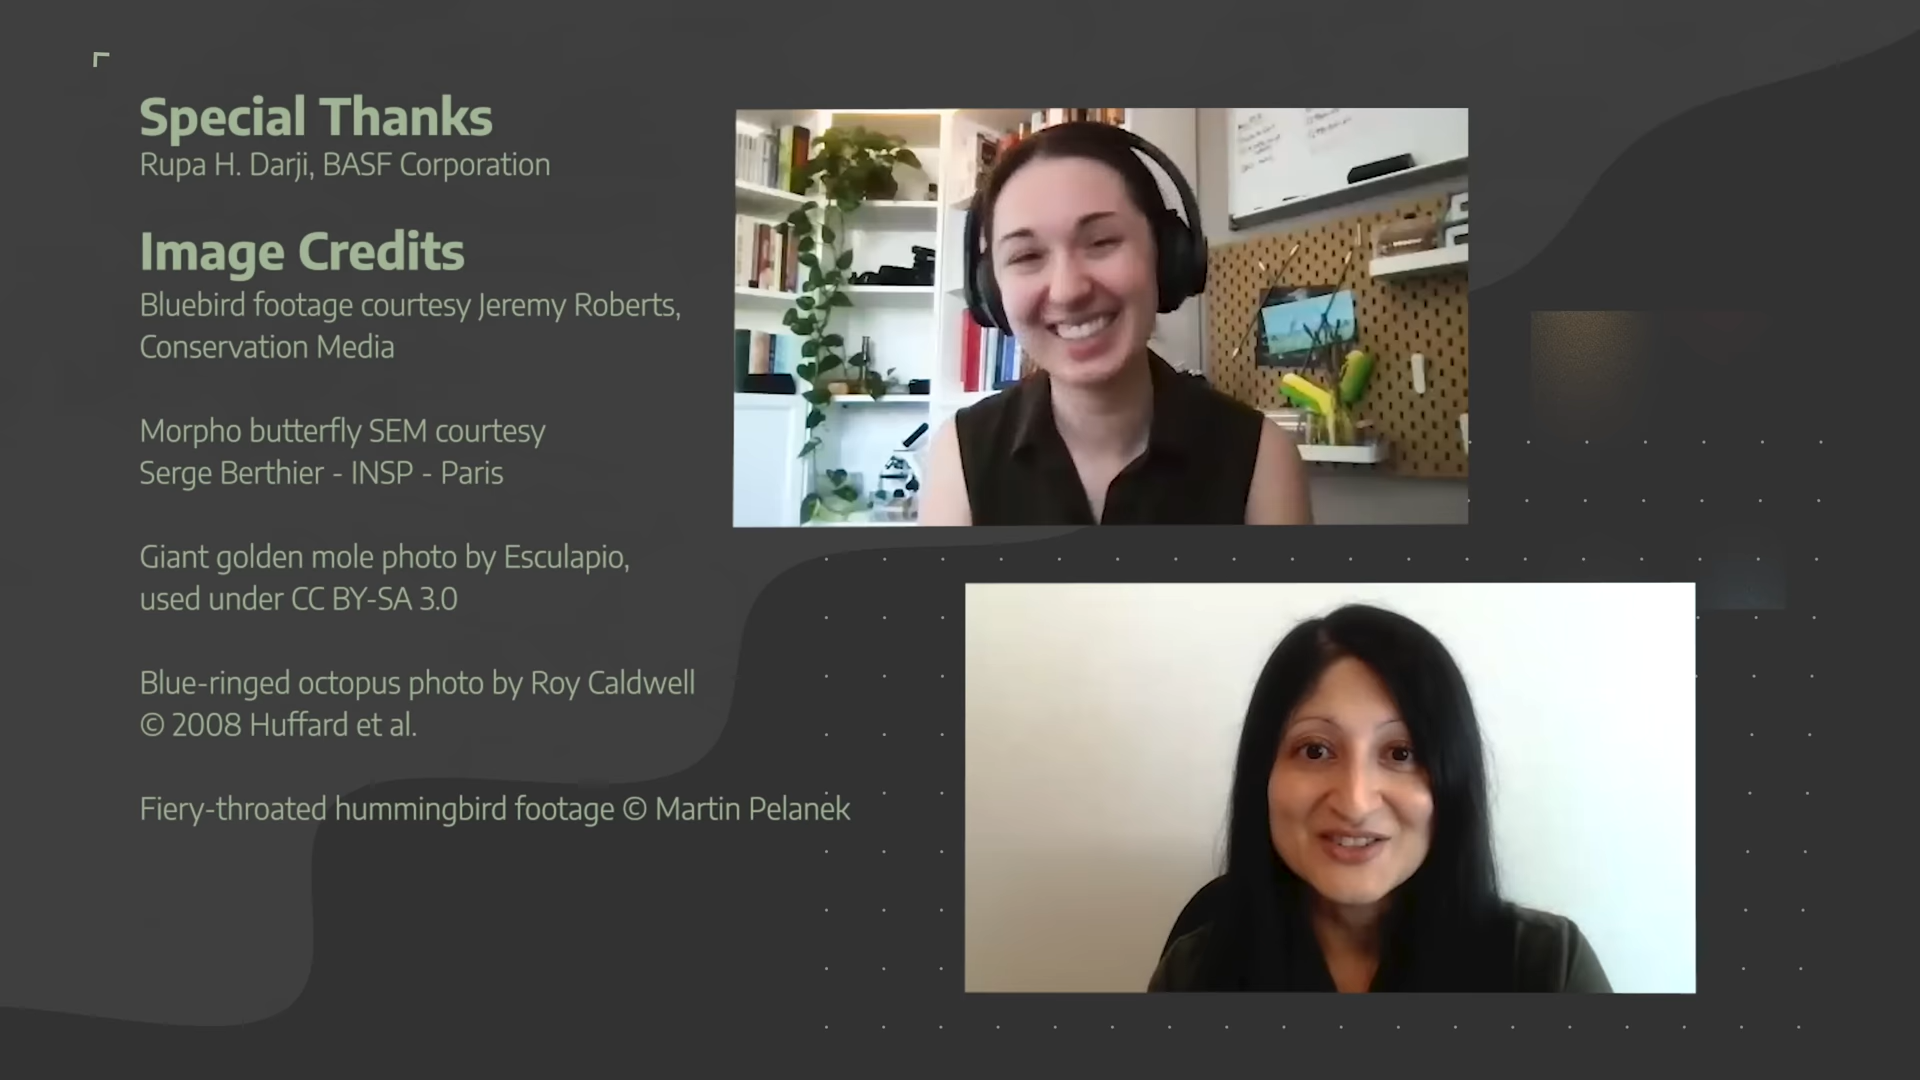 Special Thanks
Rupa H. Darji, BASF Corporation
Image Credits
Bluebird footage courtesy Jeremy Roberts,
Conservation Media
Morpho butterfly SEM courtesy
Serge Berthier - INSP - Paris
Giant golden mole photo by Esculapio,
used under CC BY-SA 3.0
Blue-ringed octopus photo by Roy Caldwell
© 2008 Huffard et al.
Fiery-throated hummingbird footage © Martin Pelanek